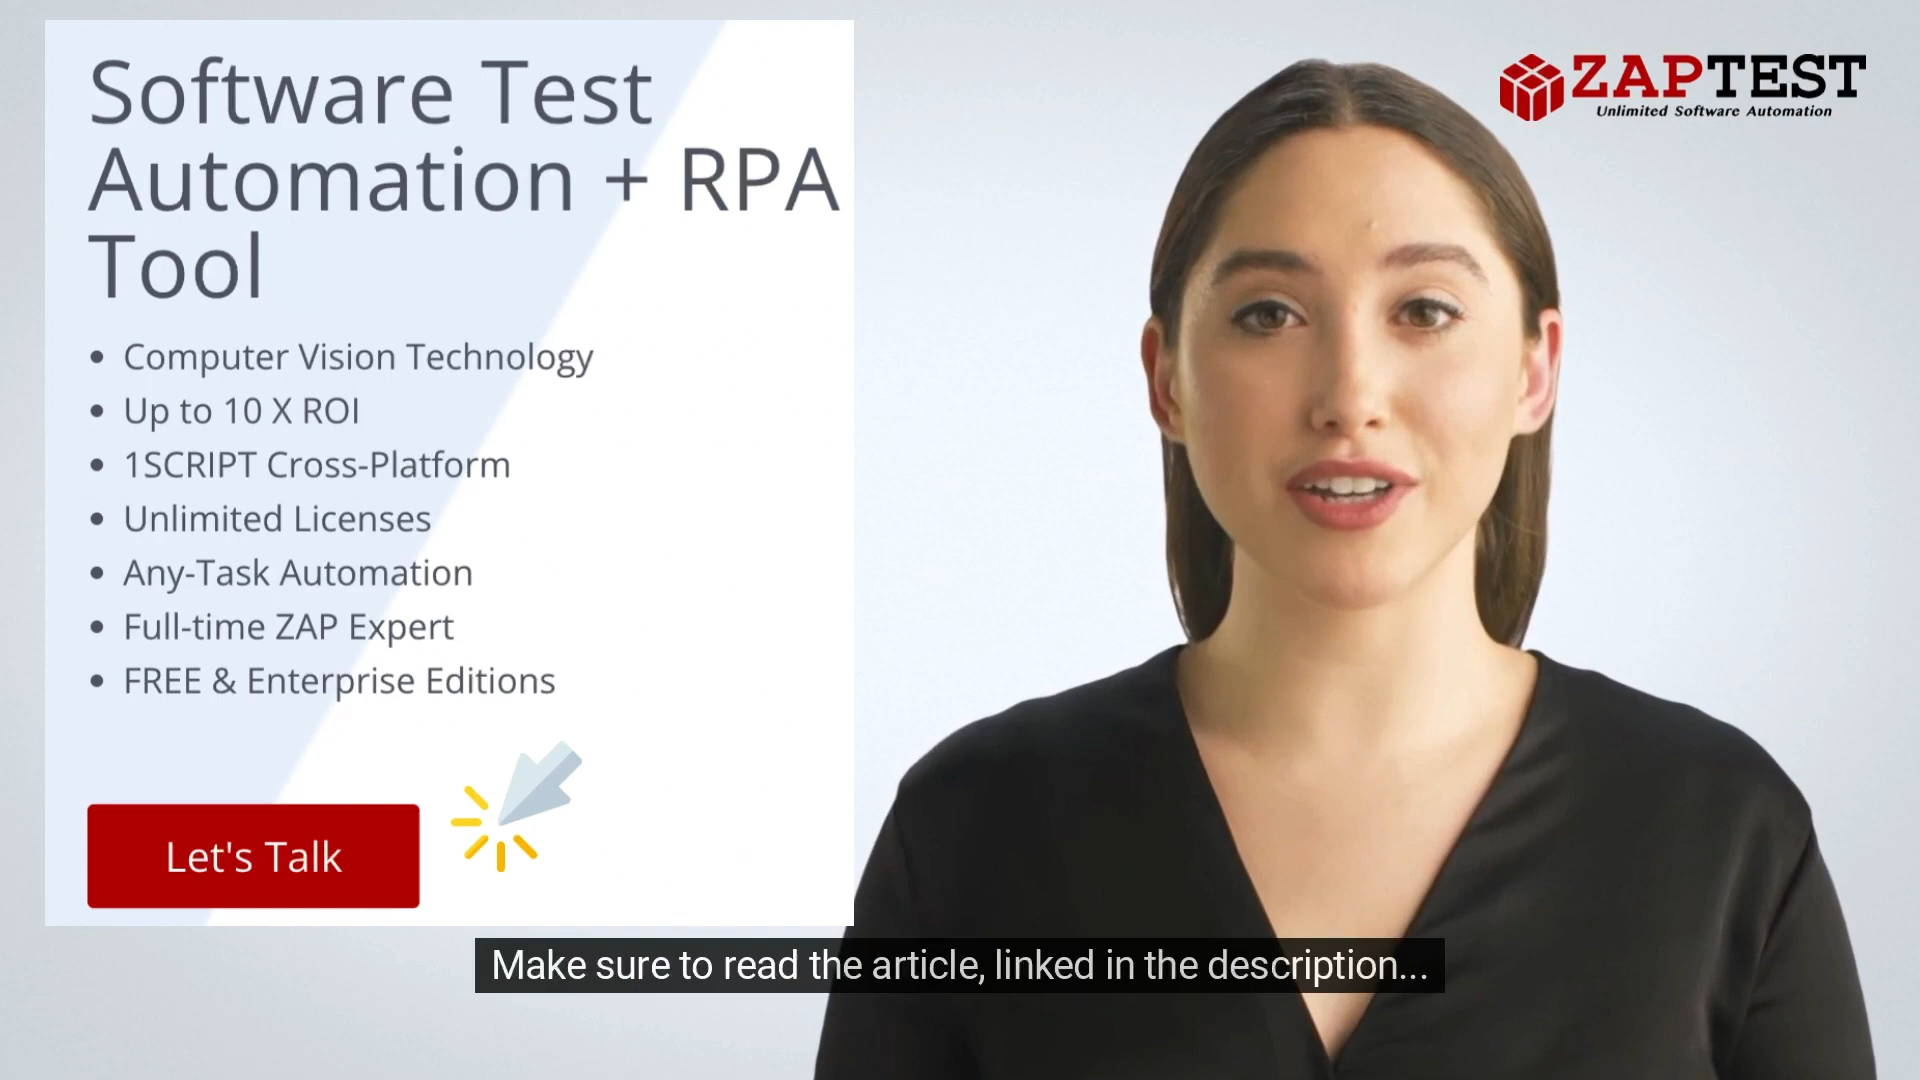 Software Test
Automation + RPA
Tool
• Computer Vision Technology
• Up to 10 X ROI
• 1SCRIPT Cross-Platform
• Unlimited Licenses
• Any-Task Automation
• Full-time ZAP Expert
• FREE & Enterprise Editions
Let's Talk
ZAPTEST
Unlimited Software Automation
Make sure to read the article, linked in the description...